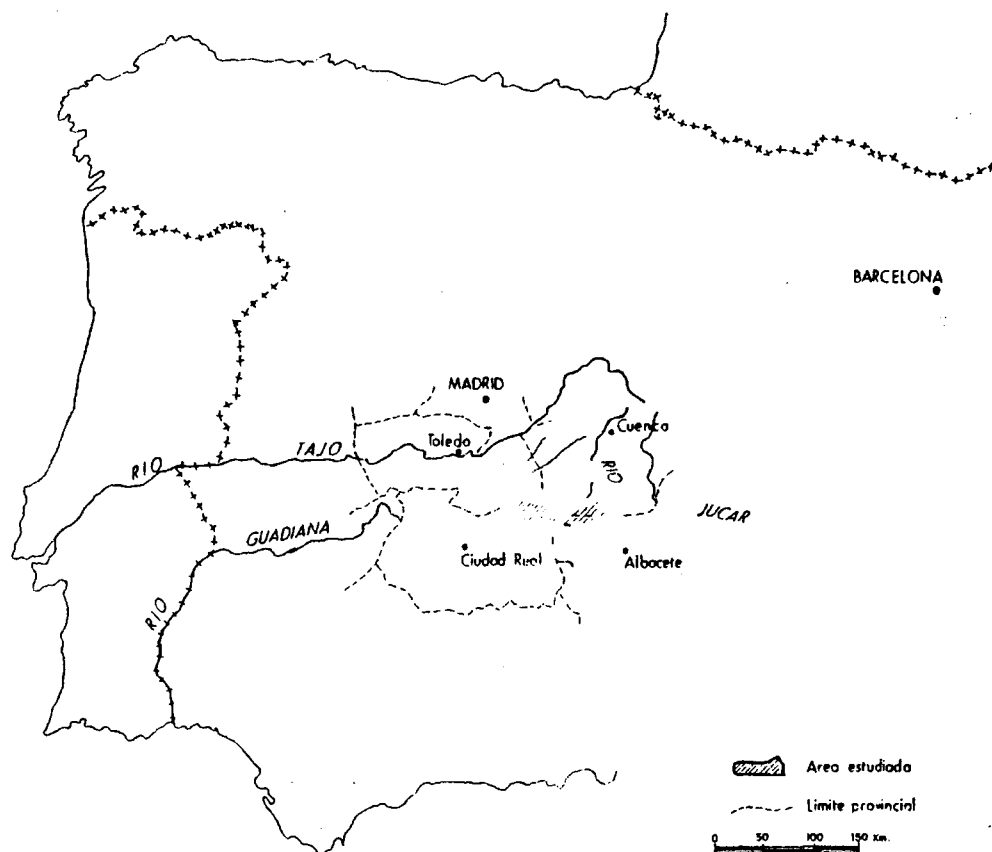 BARCELONA
MADRID
Cuenca
Toledo
TAJO
RIO
RIO
JUCAR
GUADIANA
Ciudad Real
Albacete
RIO
Area estudiada
Limite provincial
0 50 100 150 Km.